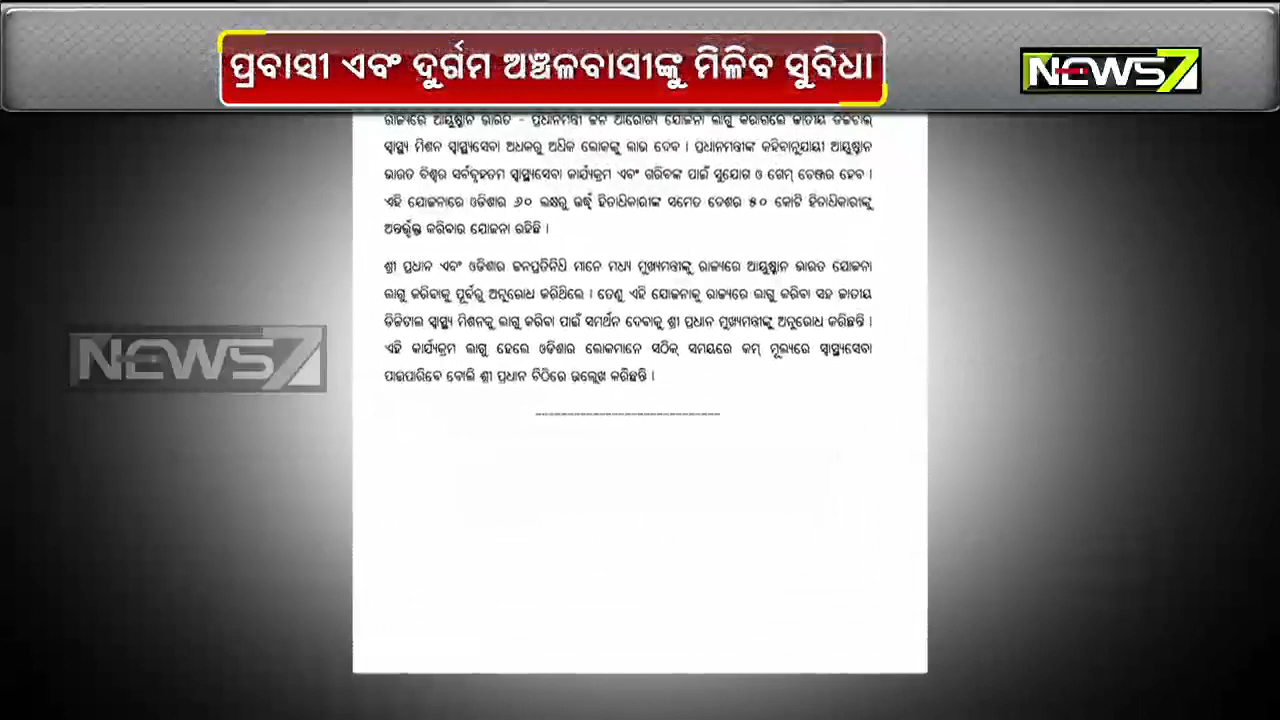 ପ୍ରବାସୀ ଏବଂ ଦୁର୍ଗମ ଅଞ୍ଚଳବାସୀଙ୍କୁ ମିଳିବ ସୁବିଧା
NEWS7
ରାଜ୍ୟରେ ଆୟୁଷ୍ମାନ ଭାରତ - ପ୍ରଧାନମନ୍ତ୍ରୀ ଜନ ଆରୋଗ୍ୟ ଯୋଜନା ଲାଗୁ କରାଗଲେ ଜାତୀୟ ଡିଜିଟାଲ୍
ସ୍ୱାସ୍ଥ୍ୟ ମିଶନ ସ୍ୱାସ୍ଥ୍ୟସେବା ଅଧିକରୁ ଅଧିକ ଲୋକଙ୍କୁ ଲାଭ ଦେବ । ପ୍ରଧାନମନ୍ତ୍ରୀଙ୍କ କହିବାନୁଯାୟୀ ଆୟୁଷ୍ମାନ
ଭାରତ ବିଶ୍ୱର ସର୍ବବୃହତମ ସ୍ୱାସ୍ଥ୍ୟସେବା କାର୍ଯ୍ୟକ୍ରମ ଏବଂ ଗରିବଙ୍କ ପାଇଁ ସୁଯୋଗ ଓ ଗେମ୍ ଚେଞ୍ଜର ହେବ ।
ଏହି ଯୋଜନାରେ ଓଡିଶାର ୬୦ ଲକ୍ଷରୁ ଉର୍ଦ୍ଧ୍ୱ ହିତାଧିକାରୀଙ୍କ ସମେତ ଦେଶର ୫୦ କୋଟି ହିତାଧିକାରୀଙ୍କୁ
ଅନ୍ତର୍ଭୁକ୍ତ କରିବାର ଯୋଜନା ରହିଛି ।
ଶ୍ରୀ ପ୍ରଧାନ ଏବଂ ଓଡିଶାର ଜନପ୍ରତିନିଧି ମାନେ ମଧ୍ୟ ମୁଖ୍ୟମନ୍ତ୍ରୀଙ୍କୁ ରାଜ୍ୟରେ ଆୟୁଷ୍ମାନ ଭାରତ ଯୋଜନା
ଲାଗୁ କରିବାକୁ ପୂର୍ବରୁ ଅନୁରୋଧ କରିଥିଲେ । ତେଣୁ ଏହି ଯୋଜନାକୁ ରାଜ୍ୟରେ ଲାଗୁ କରିବା ସହ ଜାତୀୟ
ଡିଜିଟାଲ ସ୍ୱାସ୍ଥ୍ୟ ମିଶନକୁ ଲାଗୁ କରିବା ପାଇଁ ସମର୍ଥନ ଦେବାକୁ ଶ୍ରୀ ପ୍ରଧାନ ମୁଖ୍ୟମନ୍ତ୍ରୀଙ୍କୁ ଅନୁରୋଧ କରିଛନ୍ତି ।
ଏହି କାର୍ଯ୍ୟକ୍ରମ ଲାଗୁ ହେଲେ ଓଡିଶାର ଲୋକମାନେ ସଠିକ୍ ସମୟରେ କମ୍ ମୂଲ୍ୟରେ ସ୍ୱାସ୍ଥ୍ୟସେବା
ପାଇପାରିବେ ବୋଲି ଶ୍ରୀ ପ୍ରଧାନ ଚିଠିରେ ଉଲ୍ଲେଖ କରିଛନ୍ତି ।
NEWS7